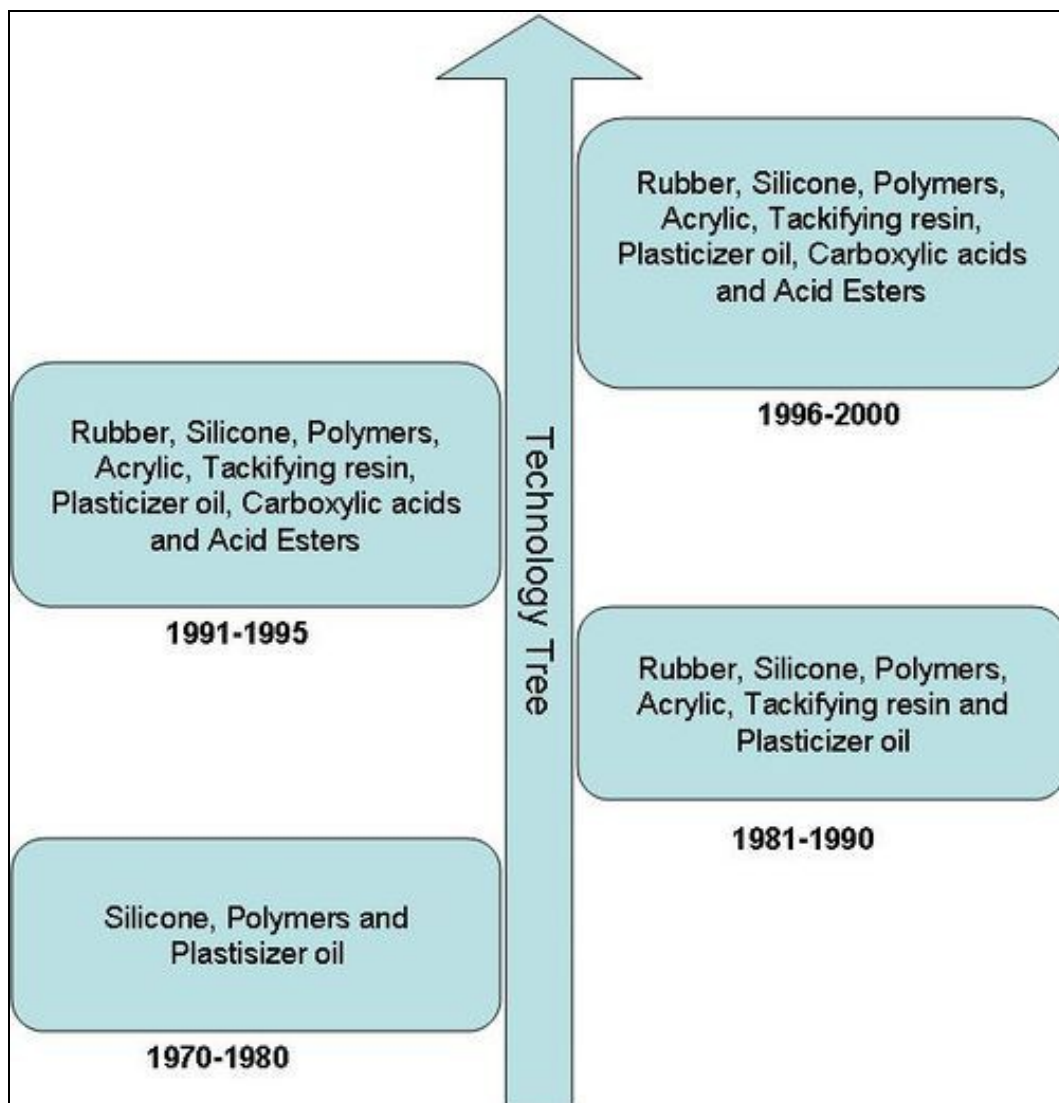 Rubber, Silicone, Polymers,
Acrylic, Tackifying resin,
Plasticizer oil, Carboxylic acids
and Acid Esters
1996-2000
Rubber, Silicone, Polymers,
Acrylic, Tackifying resin,
Plasticizer oil, Carboxylic acids
and Acid Esters
1991-1995
Technology Tree
Rubber, Silicone, Polymers,
Acrylic, Tackifying resin and
Plasticizer oil
1981-1990
Silicone, Polymers and
Plastisizer oil
1970-1980